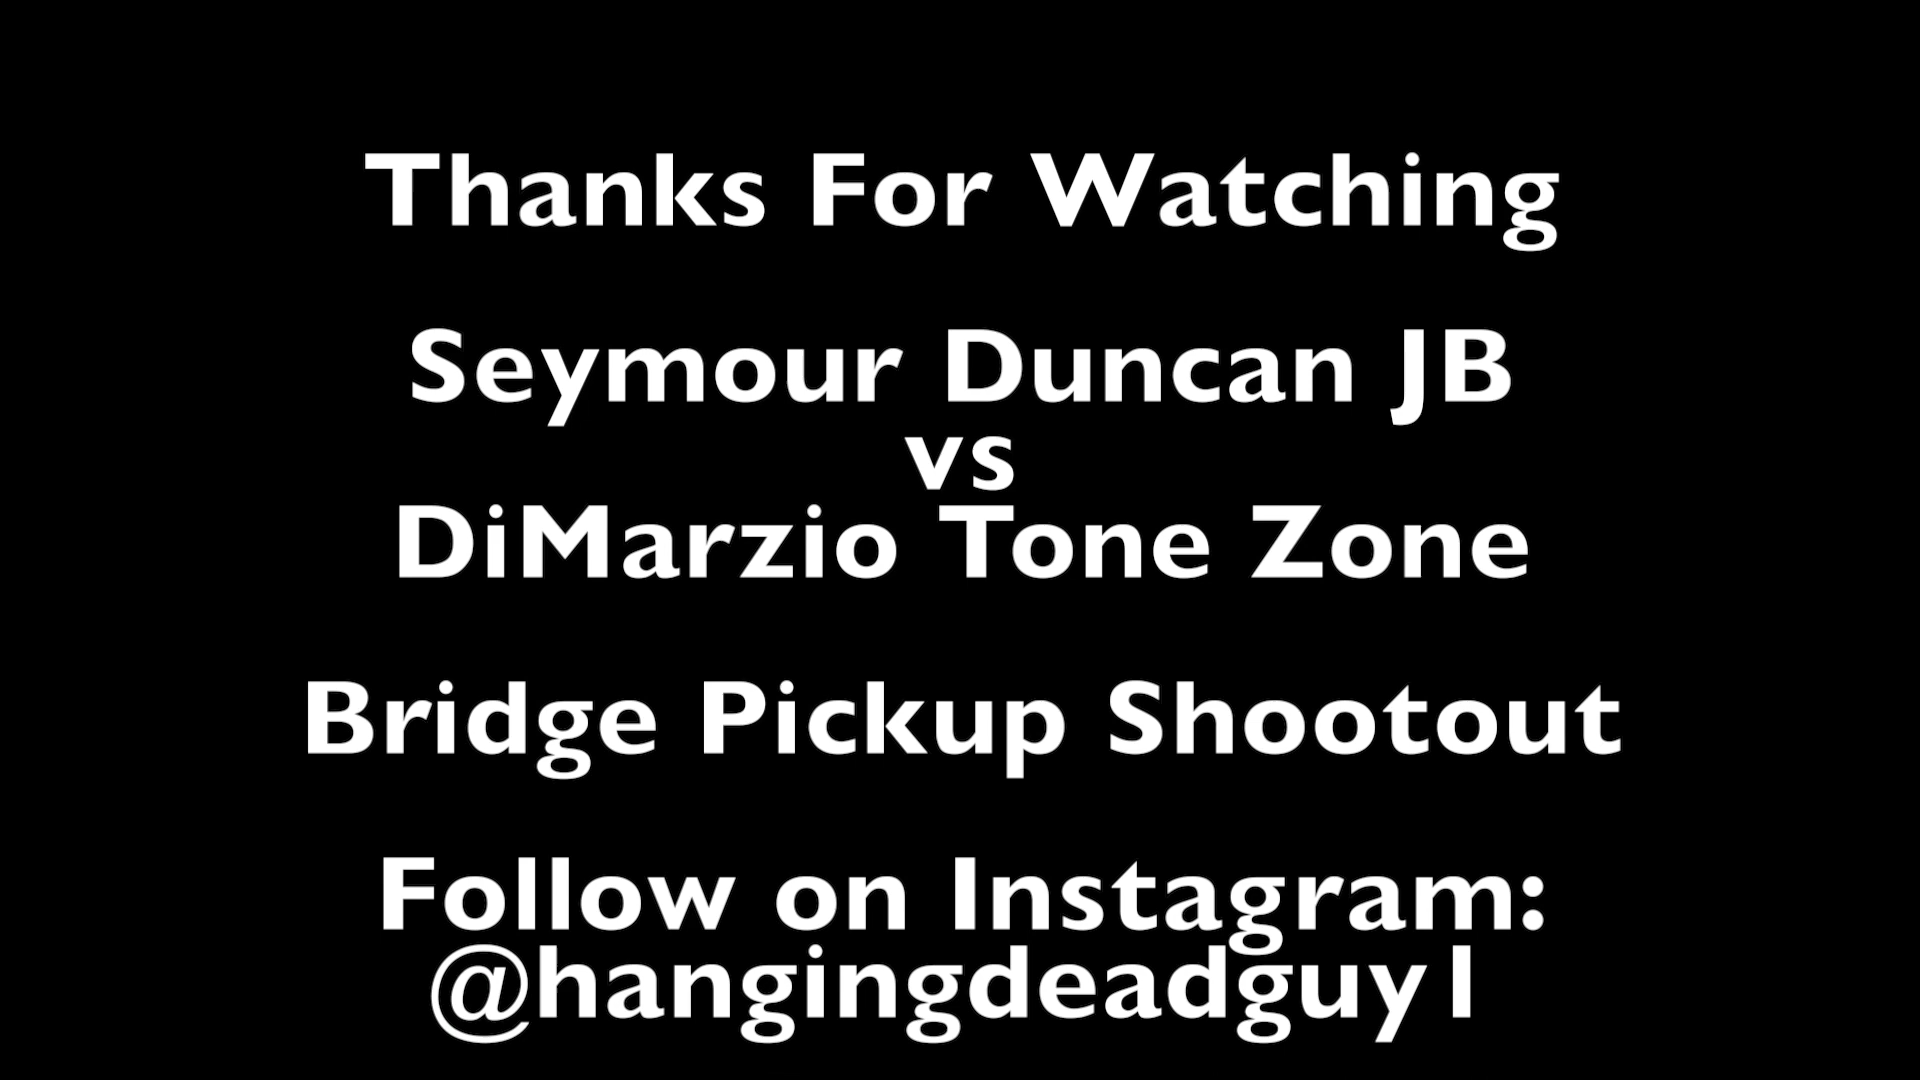 Thanks For Watching
Seymour Duncan JB
vs
DiMarzio Tone Zone
Bridge Pickup Shootout
Follow on Instagram:
@hangingdeadguy1